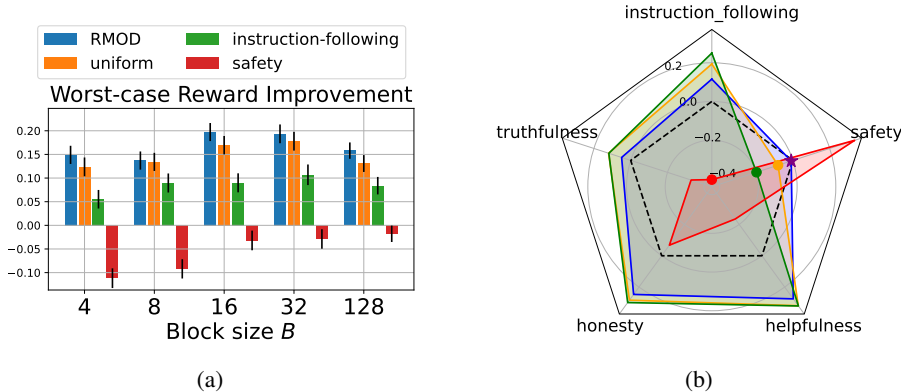 RMOD
uniform
instruction-following
safety
Worst-case Reward Improvement
0.20
0.15
0.10
0.05
0.00
−0.05
−0.10
4 8 16 32 128
Block size B
(a)
instruction_following
0.2
0.0
−0.2
−0.4
truthfulness
safety
honesty
helpfulness
(b)